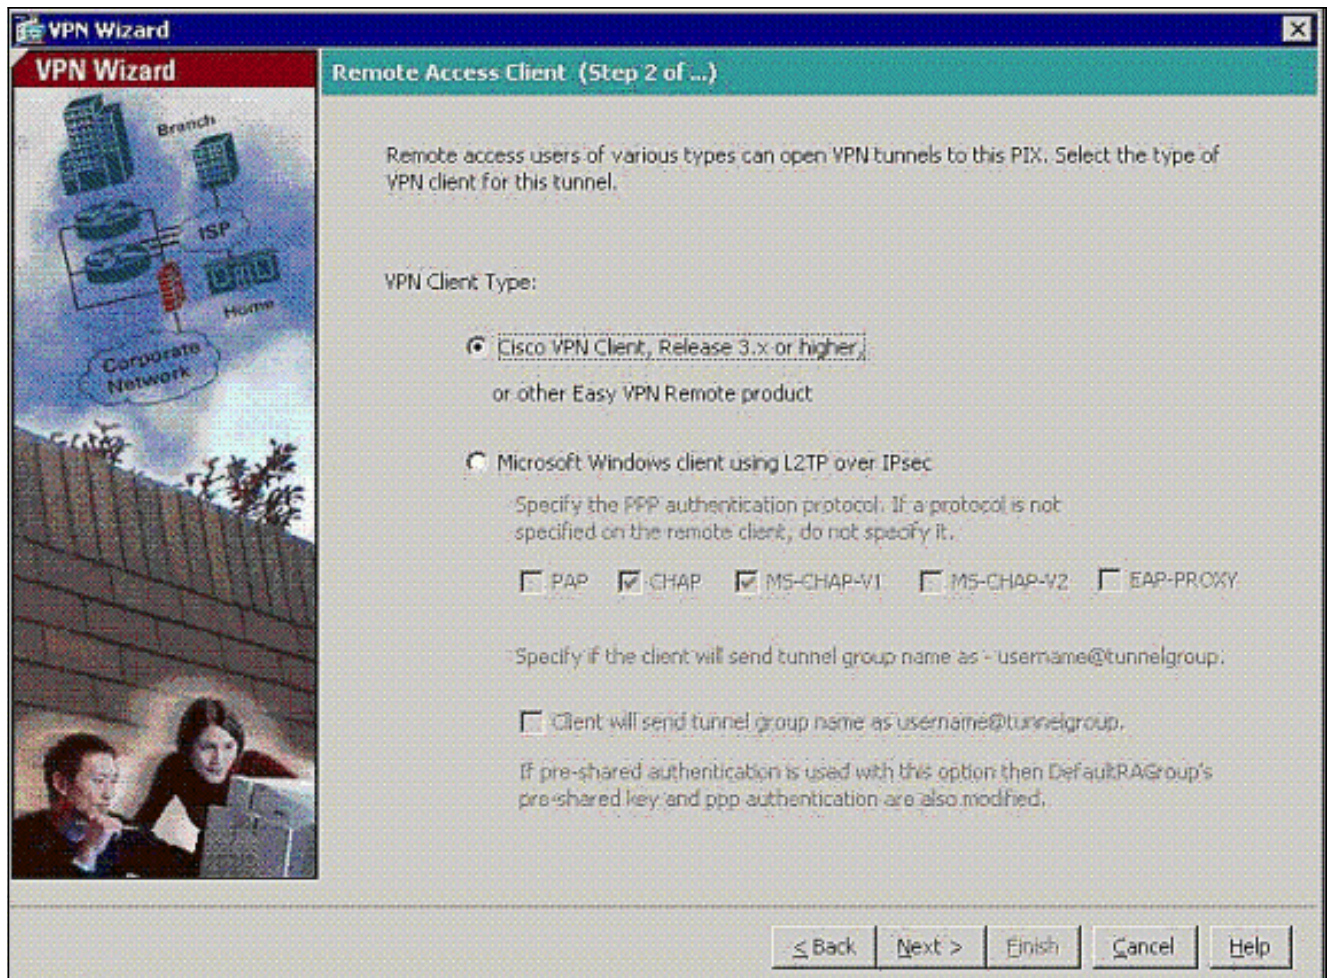 VPN Wizard
VPN Wizard
Remote Access Client (Step 2 of ...)
Branch
ISP
Home
Corporate
Network
Remote access users of various types can open VPN tunnels to this PIX. Select the type of
VPN client for this tunnel.
VPN Client Type:
Cisco VPN Client, Release 3.x or higher,
or other Easy VPN Remote product
Microsoft Windows client using L2TP over IPsec
Specify the PPP authentication protocol. If a protocol is not
specified on the remote client, do not specify it.
PAP CHAP MS-CHAP-V1 MS-CHAP-V2 EAP-PROXY
Specify if the client will send tunnel group name as - username@tunnelgroup.
Client will send tunnel group name as username@tunnelgroup.
If pre-shared authentication is used with this option then DefaultRAGroup's
pre-shared key and ppp authentication are also modified.
< Back Next > Finish Cancel Help